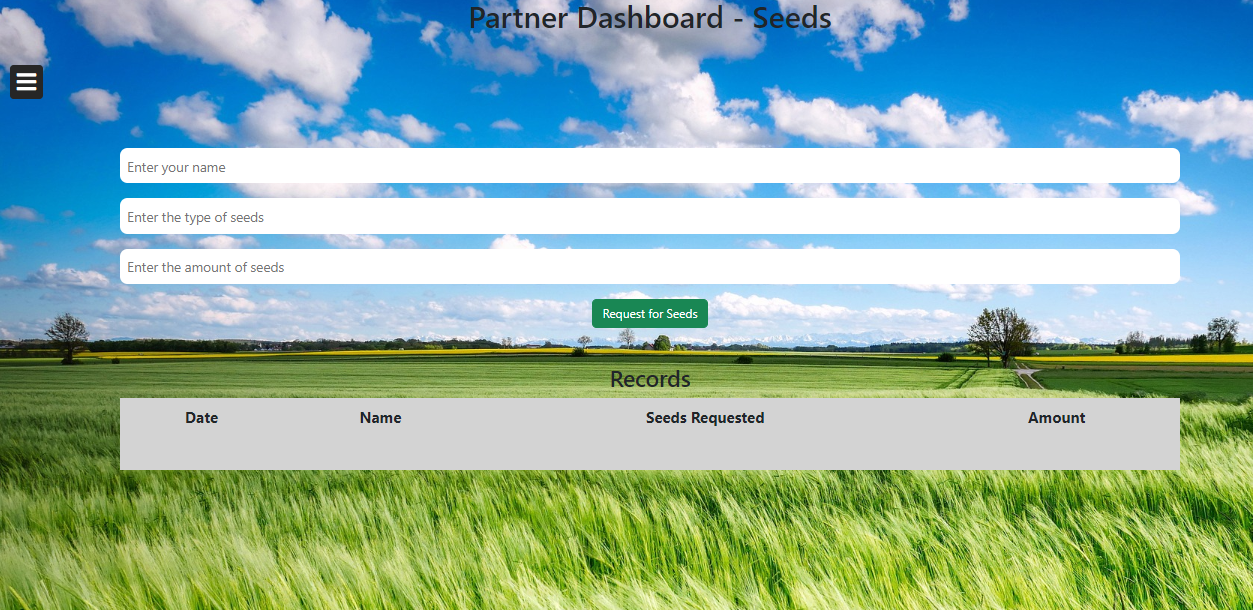 Partner Dashboard - Seeds
Enter your name
Enter the type of seeds
Enter the amount of seeds
Request for Seeds
Records
Date Name Seeds Requested Amount